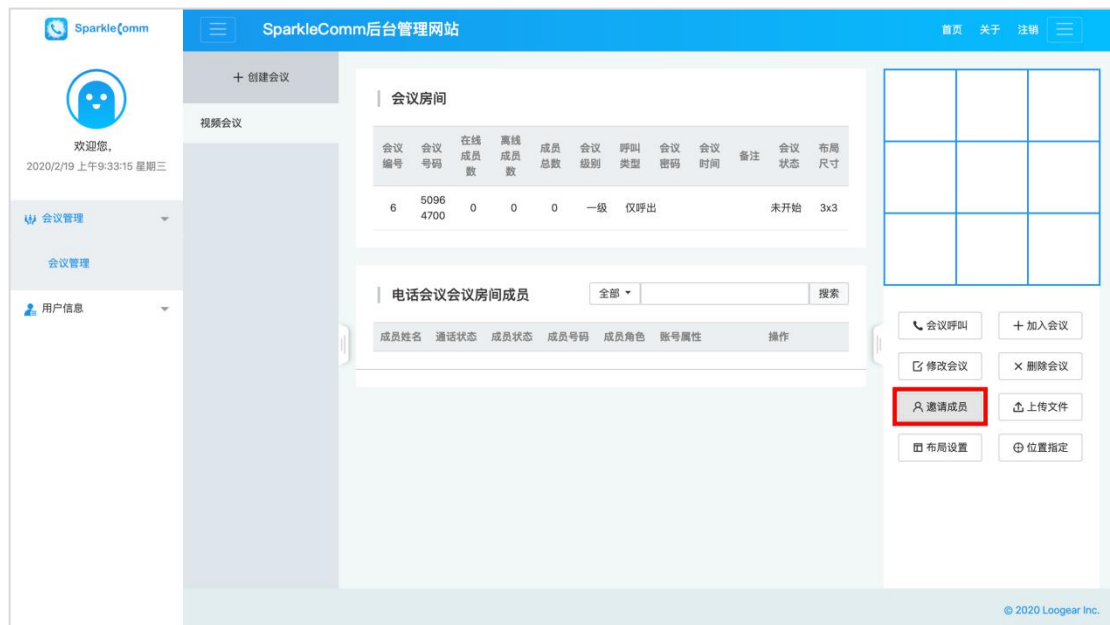 SparkleComm
SparkleComm后台管理网站
首页 关于 注销
欢迎您,
2020/2/19 上午9:33:15 星期三
会议管理
会议管理
用户信息
+ 创建会议
视频会议
会议房间
会议编号 会议号码 在线成员数 离线成员数 成员总数 会议级别 呼叫类型 会议密码 会议时间 备注 会议状态 布局尺寸
6 50964700 0 0 0 一级 仅呼出 未开始 3x3
电话会议会议房间成员 全部 搜索
成员姓名 通话状态 成员状态 成员号码 成员角色 账号属性 操作
会议呼叫 加入会议
修改会议 删除会议
邀请成员 上传文件
布局设置 位置指定
© 2020 Loogear Inc.